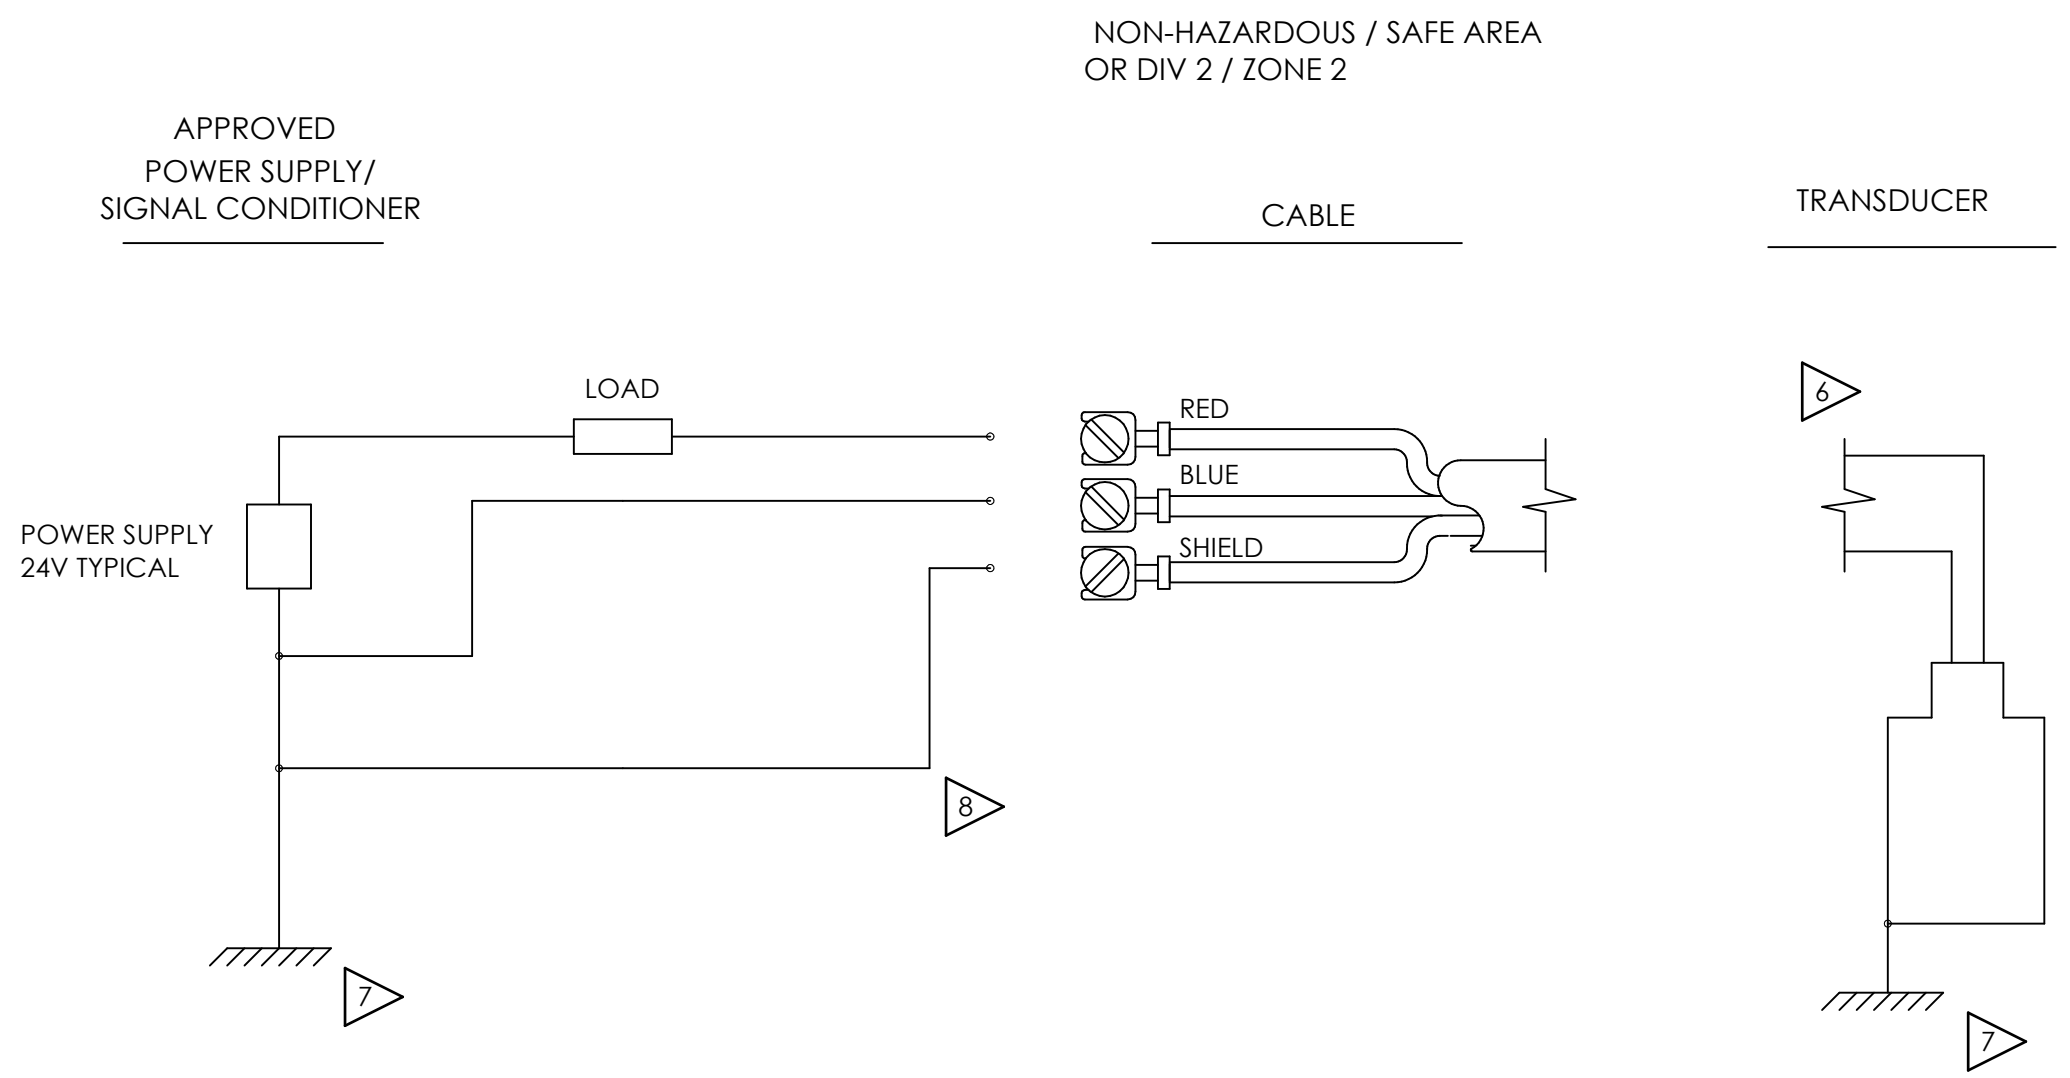 NON-HAZARDOUS / SAFE AREA
OR DIV 2 / ZONE 2
APPROVED
POWER SUPPLY/
SIGNAL CONDITIONER
CABLE
TRANSDUCER
LOAD
RED
BLUE
SHIELD
POWER SUPPLY
24V TYPICAL
6
8
7
7